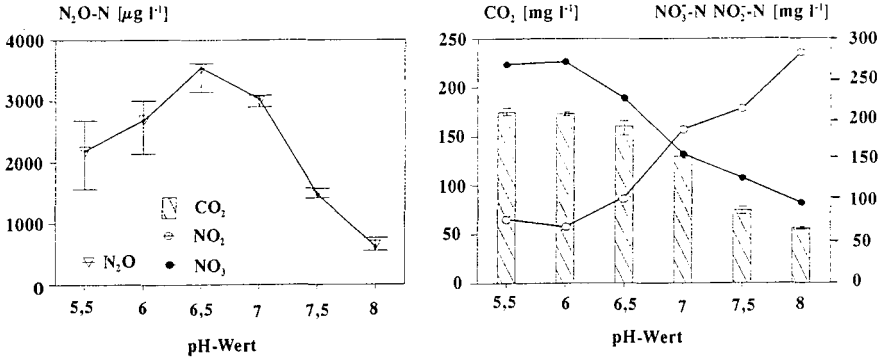 N₂O-N [µg l⁻¹]
4000
3000
2000
1000
0
CO₂
NO₂
N₂O
NO₃
5,5 6 6,5 7 7,5 8
pH-Wert
CO₂ [mg l⁻¹] NO₃⁻-N NO₂⁻-N [mg l⁻¹]
250 300
200 250
150 200
100 150
50 100
0 50
0
5,5 6 6,5 7 7,5 8
pH-Wert